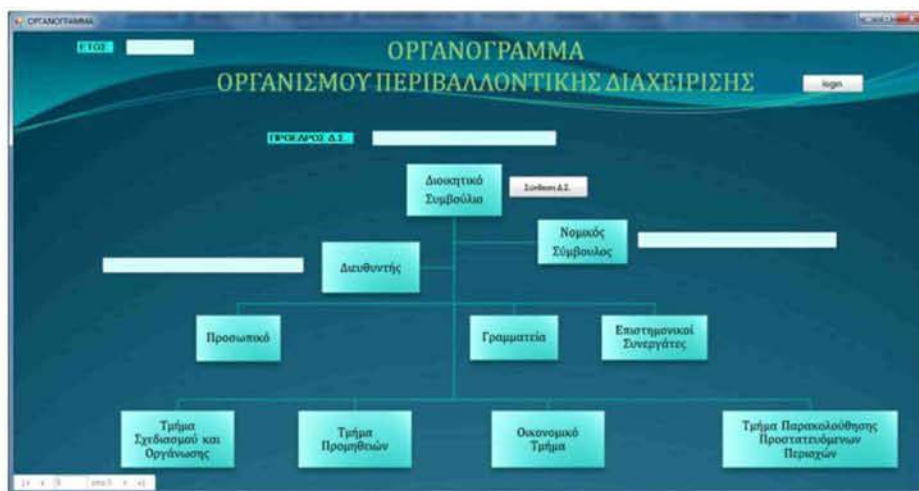 ΟΡΓΑΝΟΓΡΑΜΜΑ
ΕΤΟΣ
ΟΡΓΑΝΟΓΡΑΜΜΑ
ΟΡΓΑΝΙΣΜΟΥ ΠΕΡΙΒΑΛΛΟΝΤΙΚΗΣ ΔΙΑΧΕΙΡΙΣΗΣ
login
ΠΡΟΕΔΡΟΣ Δ.Σ.
Διοικητικό
Συμβούλιο
Σύνθεση Δ.Σ.
Νομικός
Σύμβουλος
Διευθυντής
Προσωπικό
Γραμματεία
Επιστημονικοί
Συνεργάτες
Τμήμα
Σχεδιασμού και
Οργάνωσης
Τμήμα
Προμηθειών
Οικονομικό
Τμήμα
Τμήμα Παρακολούθησης
Προστατευόμενων
Περιοχών